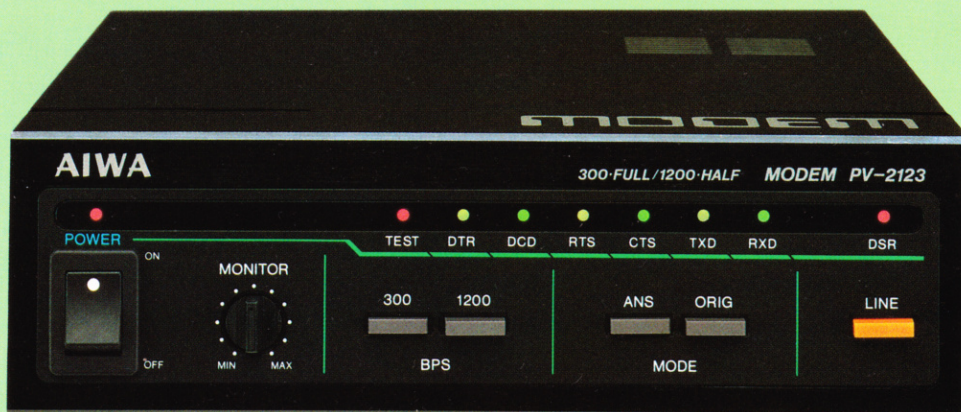 MODEM
AIWA
300·FULL/1200·HALF MODEM PV-2123
POWER TEST DTR DCD RTS CTS TXD RXD DSR
ON
OFF
MONITOR
MIN MAX
300 1200
BPS
ANS ORIG
MODE
LINE